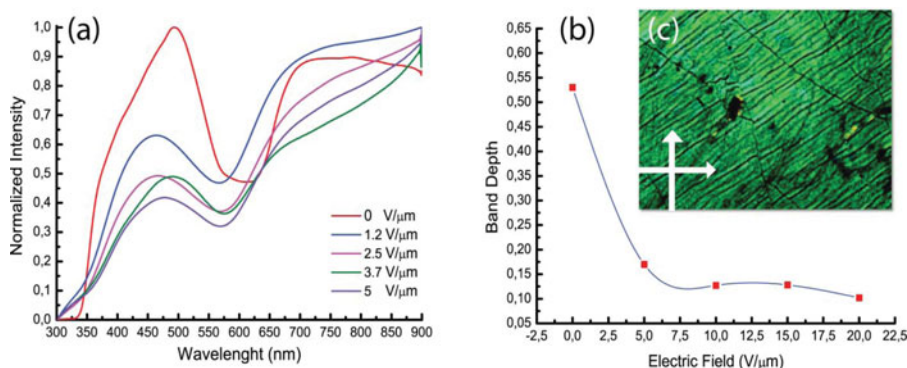 (a)
Normalized Intensity
1,0
0,9
0,8
0,7
0,6
0,5
0,4
0,3
0,2
0,1
0,0
0 V/μm
1.2 V/μm
2.5 V/μm
3.7 V/μm
5 V/μm
300 350 400 450 500 550 600 650 700 750 800 850 900
Wavelenght (nm)
(b)
(c)
Band Depth
0,65
0,60
0,55
0,50
0,45
0,40
0,35
0,30
0,25
0,20
0,15
0,10
0,05
-2,5 0,0 2,5 5,0 7,5 10,0 12,5 15,0 17,5 20,0 22,5
Electric Field (V/μm)